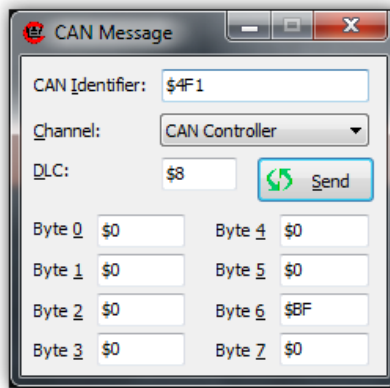 CAN Message
CAN Identifier: $4F1
Channel: CAN Controller
DLC: $8 Send
Byte 0 $0 Byte 4 $0
Byte 1 $0 Byte 5 $0
Byte 2 $0 Byte 6 $BF
Byte 3 $0 Byte 7 $0